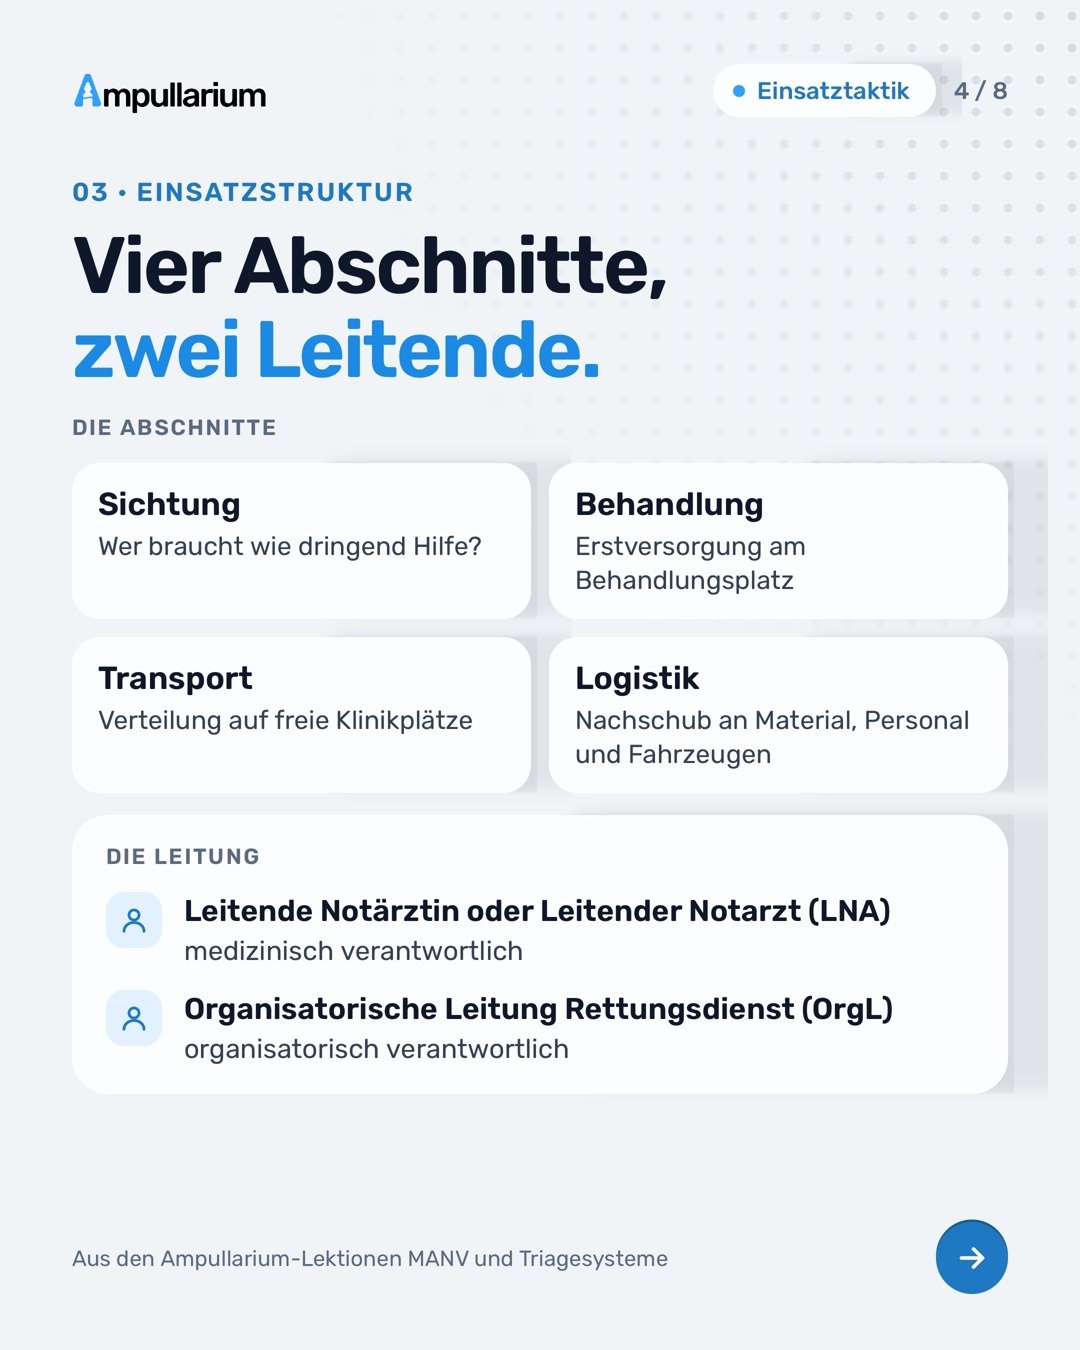 Ampullarium
Einsatztaktik
4 / 8
03 • EINSATZSTRUKTUR
Vier Abschnitte,
zwei Leitende.
DIE ABSCHNITTE
Sichtung
Wer braucht wie dringend Hilfe?
Behandlung
Erstversorgung am
Behandlungsplatz
Transport
Verteilung auf freie Klinikplätze
Logistik
Nachschub an Material, Personal
und Fahrzeugen
DIE LEITUNG
Leitende Notärztin oder Leitender Notarzt (LNA)
medizinisch verantwortlich
Organisatorische Leitung Rettungsdienst (OrgL)
organisatorisch verantwortlich
Aus den Ampullarium-Lektionen MANV und Triagesysteme